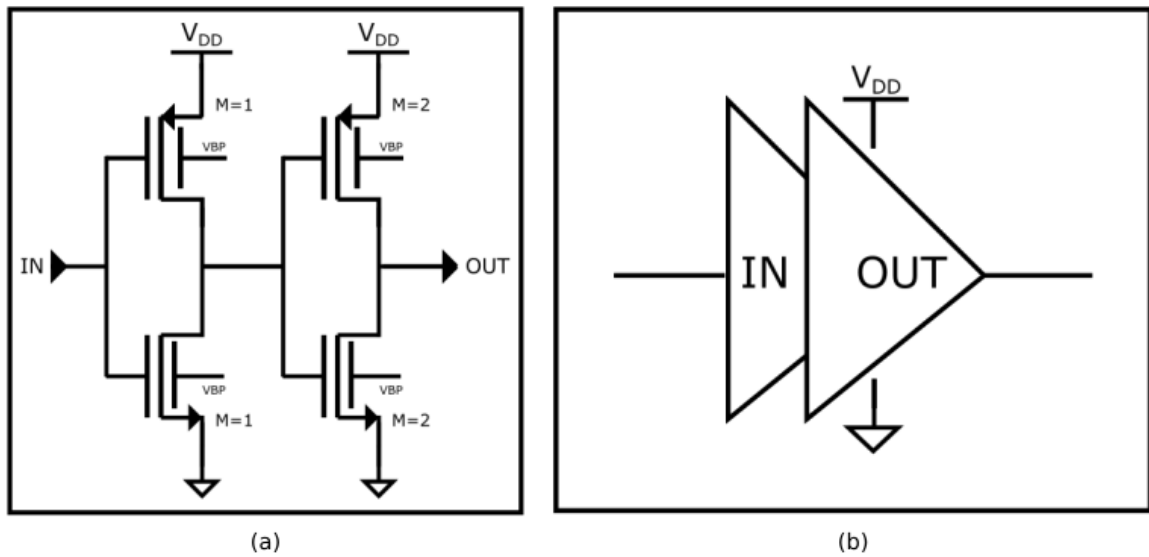 VDD VDD
M=1 M=2
VBP VBP
IN OUT
VBP VBP
M=1 M=2
(a)
VDD
IN OUT
(b)